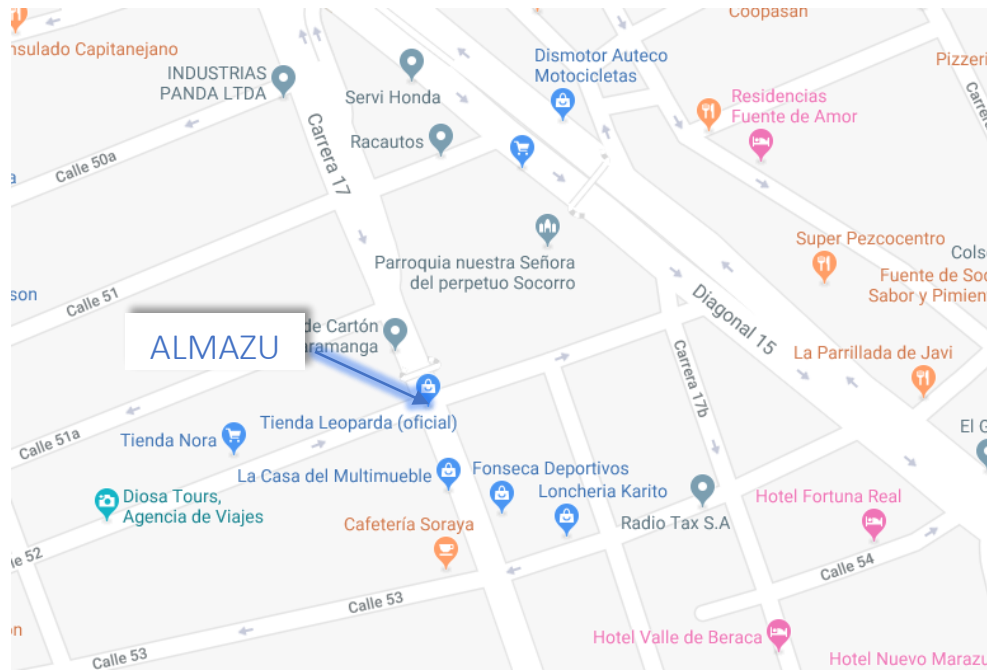 Coopasan
nsulado Capitanejano
Dismotor Auteco
Motocicletas
Pizzeri
INDUSTRIAS
PANDA LTDA
Servi Honda
Residencias
Fuente de Amor
Carrera
Racautos
Carrera 17
Calle 50a
Parroquia nuestra Señora
del perpetuo Socorro
Super Pezcocentro
Cols
Fuente de Soc
Sabor y Pimien
son
Calle 51
Diagonal 15
de Cartón
aramanga
ALMAZU
La Parrillada de Javi
Carrera 17b
Tienda Leoparda (oficial)
El G
Calle 51a
Tienda Nora
La Casa del Multimueble
Fonseca Deportivos
Loncheria Karito
Diosa Tours,
Agencia de Viajes
Cafetería Soraya
Radio Tax S.A
Hotel Fortuna Real
le 52
Calle 54
Calle 53
n
Hotel Valle de Beraca
Calle 53
Hotel Nuevo Marazu